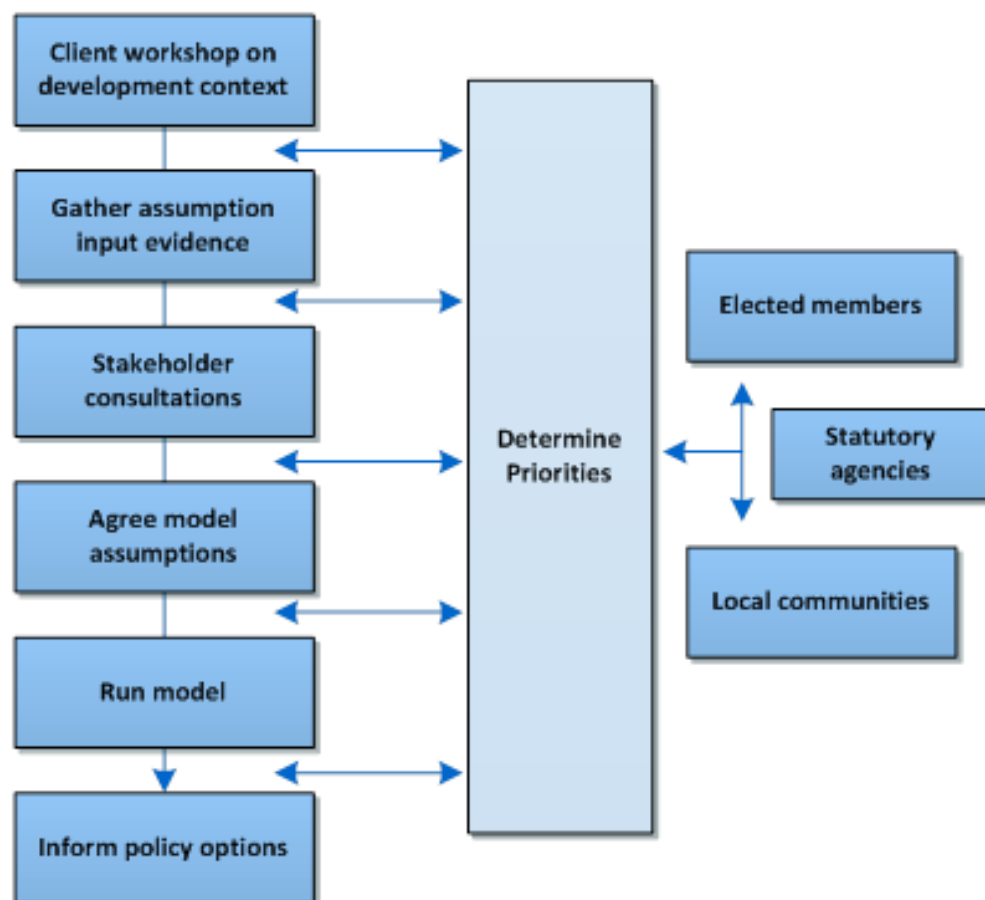 Client workshop on
development context
Gather assumption
input evidence
Stakeholder
consultations
Agree model
assumptions
Run model
Inform policy options
Determine
Priorities
Elected members
Statutory
agencies
Local communities